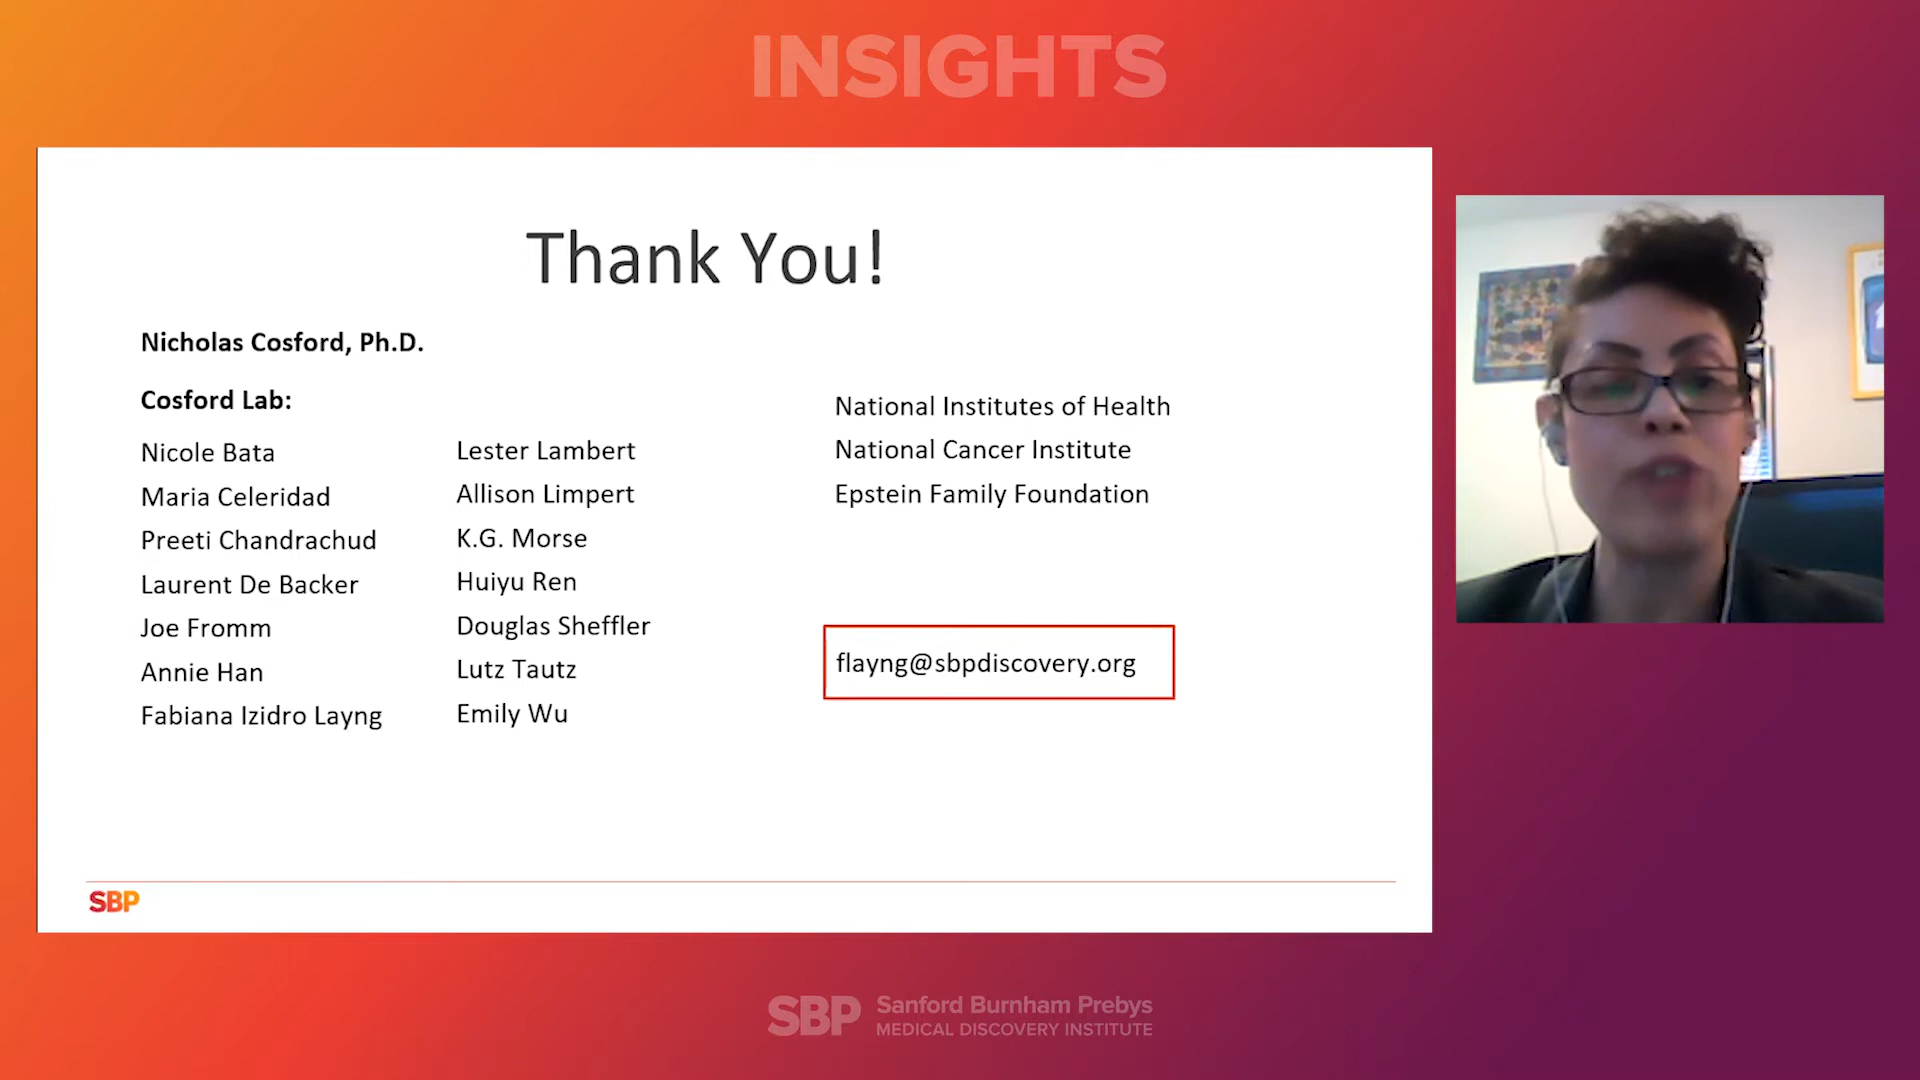 INSIGHTS
Thank You!
Nicholas Cosford, Ph.D.
Cosford Lab:
Nicole Bata
Maria Celeridad
Preeti Chandrachud
Laurent De Backer
Joe Fromm
Annie Han
Fabiana Izidro Layng
Lester Lambert
Allison Limpert
K.G. Morse
Huiyu Ren
Douglas Sheffler
Lutz Tautz
Emily Wu
National Institutes of Health
National Cancer Institute
Epstein Family Foundation
flayng@sbpdiscovery.org
SBP
SBP Sanford Burnham Prebys
MEDICAL DISCOVERY INSTITUTE